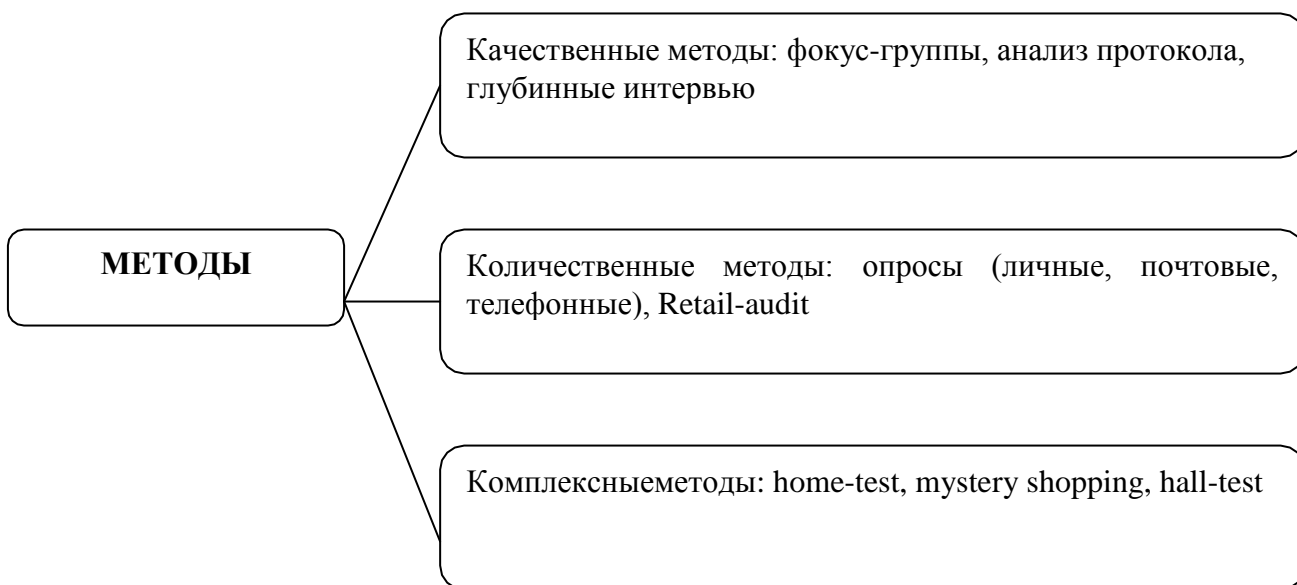 Качественные методы: фокус-группы, анализ протокола,
глубинные интервью
МЕТОДЫ
Количественные методы: опросы (личные, почтовые,
телефонные), Retail-audit
Комплексныеметоды: home-test, mystery shopping, hall-test